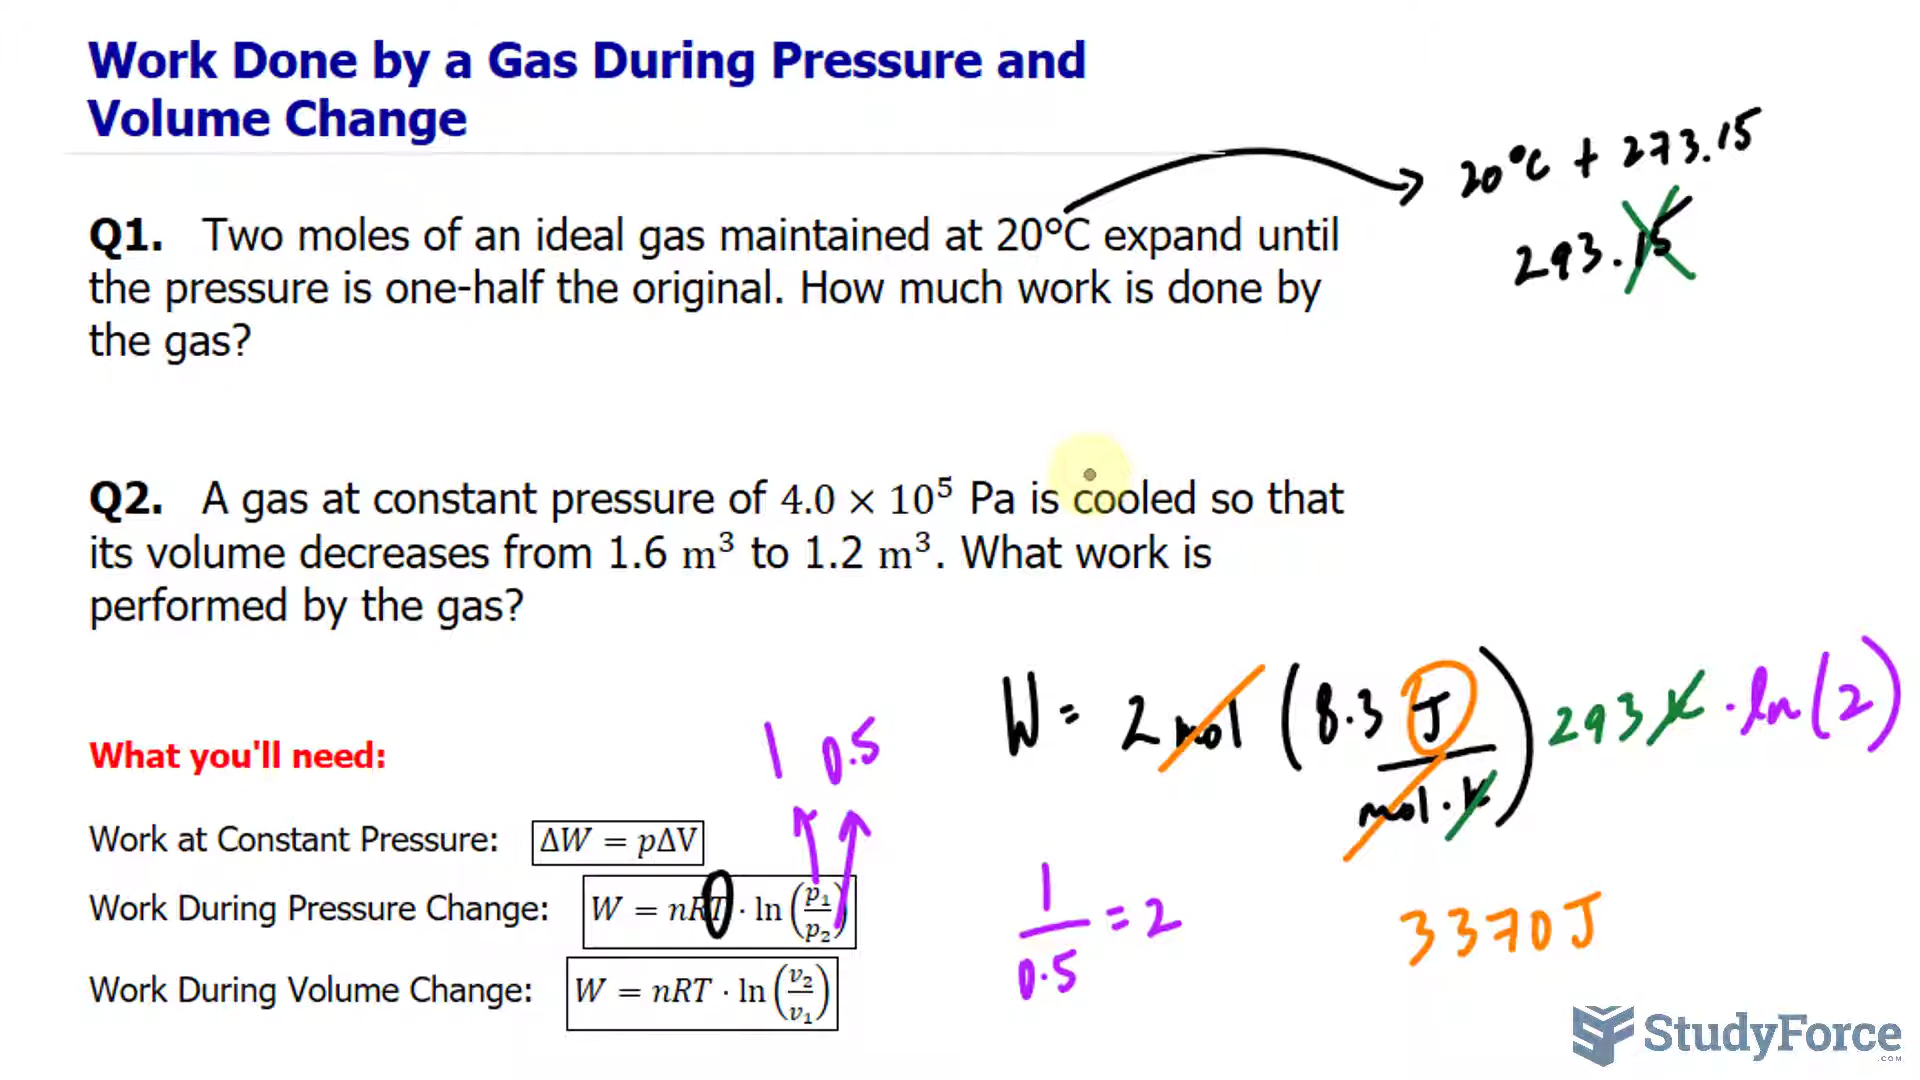 Work Done by a Gas During Pressure and
Volume Change
20°C + 273.15
293.15
Q1. Two moles of an ideal gas maintained at 20°C expand until
the pressure is one-half the original. How much work is done by
the gas?
Q2. A gas at constant pressure of 4.0 × 10⁵ Pa is cooled so that
its volume decreases from 1.6 m³ to 1.2 m³. What work is
performed by the gas?
W = 2 mol (8.3 J/mol·K) 293 K · ln(2)
What you'll need:
1 0.5
Work at Constant Pressure: ΔW = pΔV
Work During Pressure Change: W = nRT · ln(p₁/p₂)
1/0.5 = 2
3370 J
Work During Volume Change: W = nRT · ln(v₂/v₁)
StudyForce
.COM